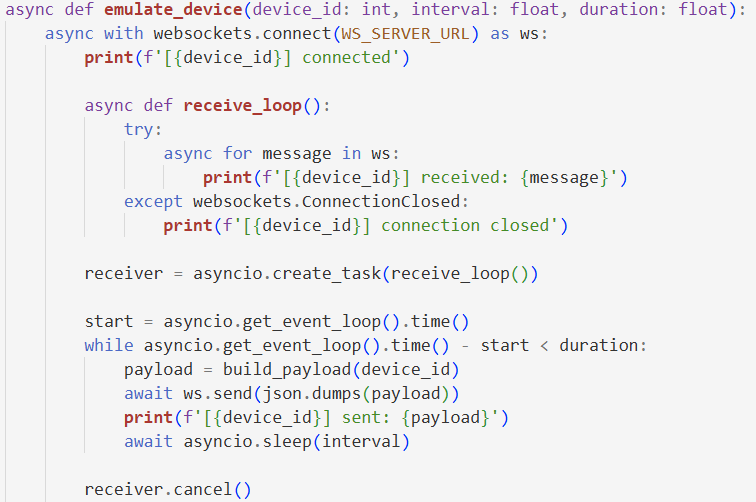 async def emulate_device(device_id: int, interval: float, duration: float):
    async with websockets.connect(WS_SERVER_URL) as ws:
        print(f'[{device_id}] connected')

        async def receive_loop():
            try:
                async for message in ws:
                    print(f'[{device_id}] received: {message}')
            except websockets.ConnectionClosed:
                print(f'[{device_id}] connection closed')

        receiver = asyncio.create_task(receive_loop())

        start = asyncio.get_event_loop().time()
        while asyncio.get_event_loop().time() - start < duration:
            payload = build_payload(device_id)
            await ws.send(json.dumps(payload))
            print(f'[{device_id}] sent: {payload}')
            await asyncio.sleep(interval)

        receiver.cancel()